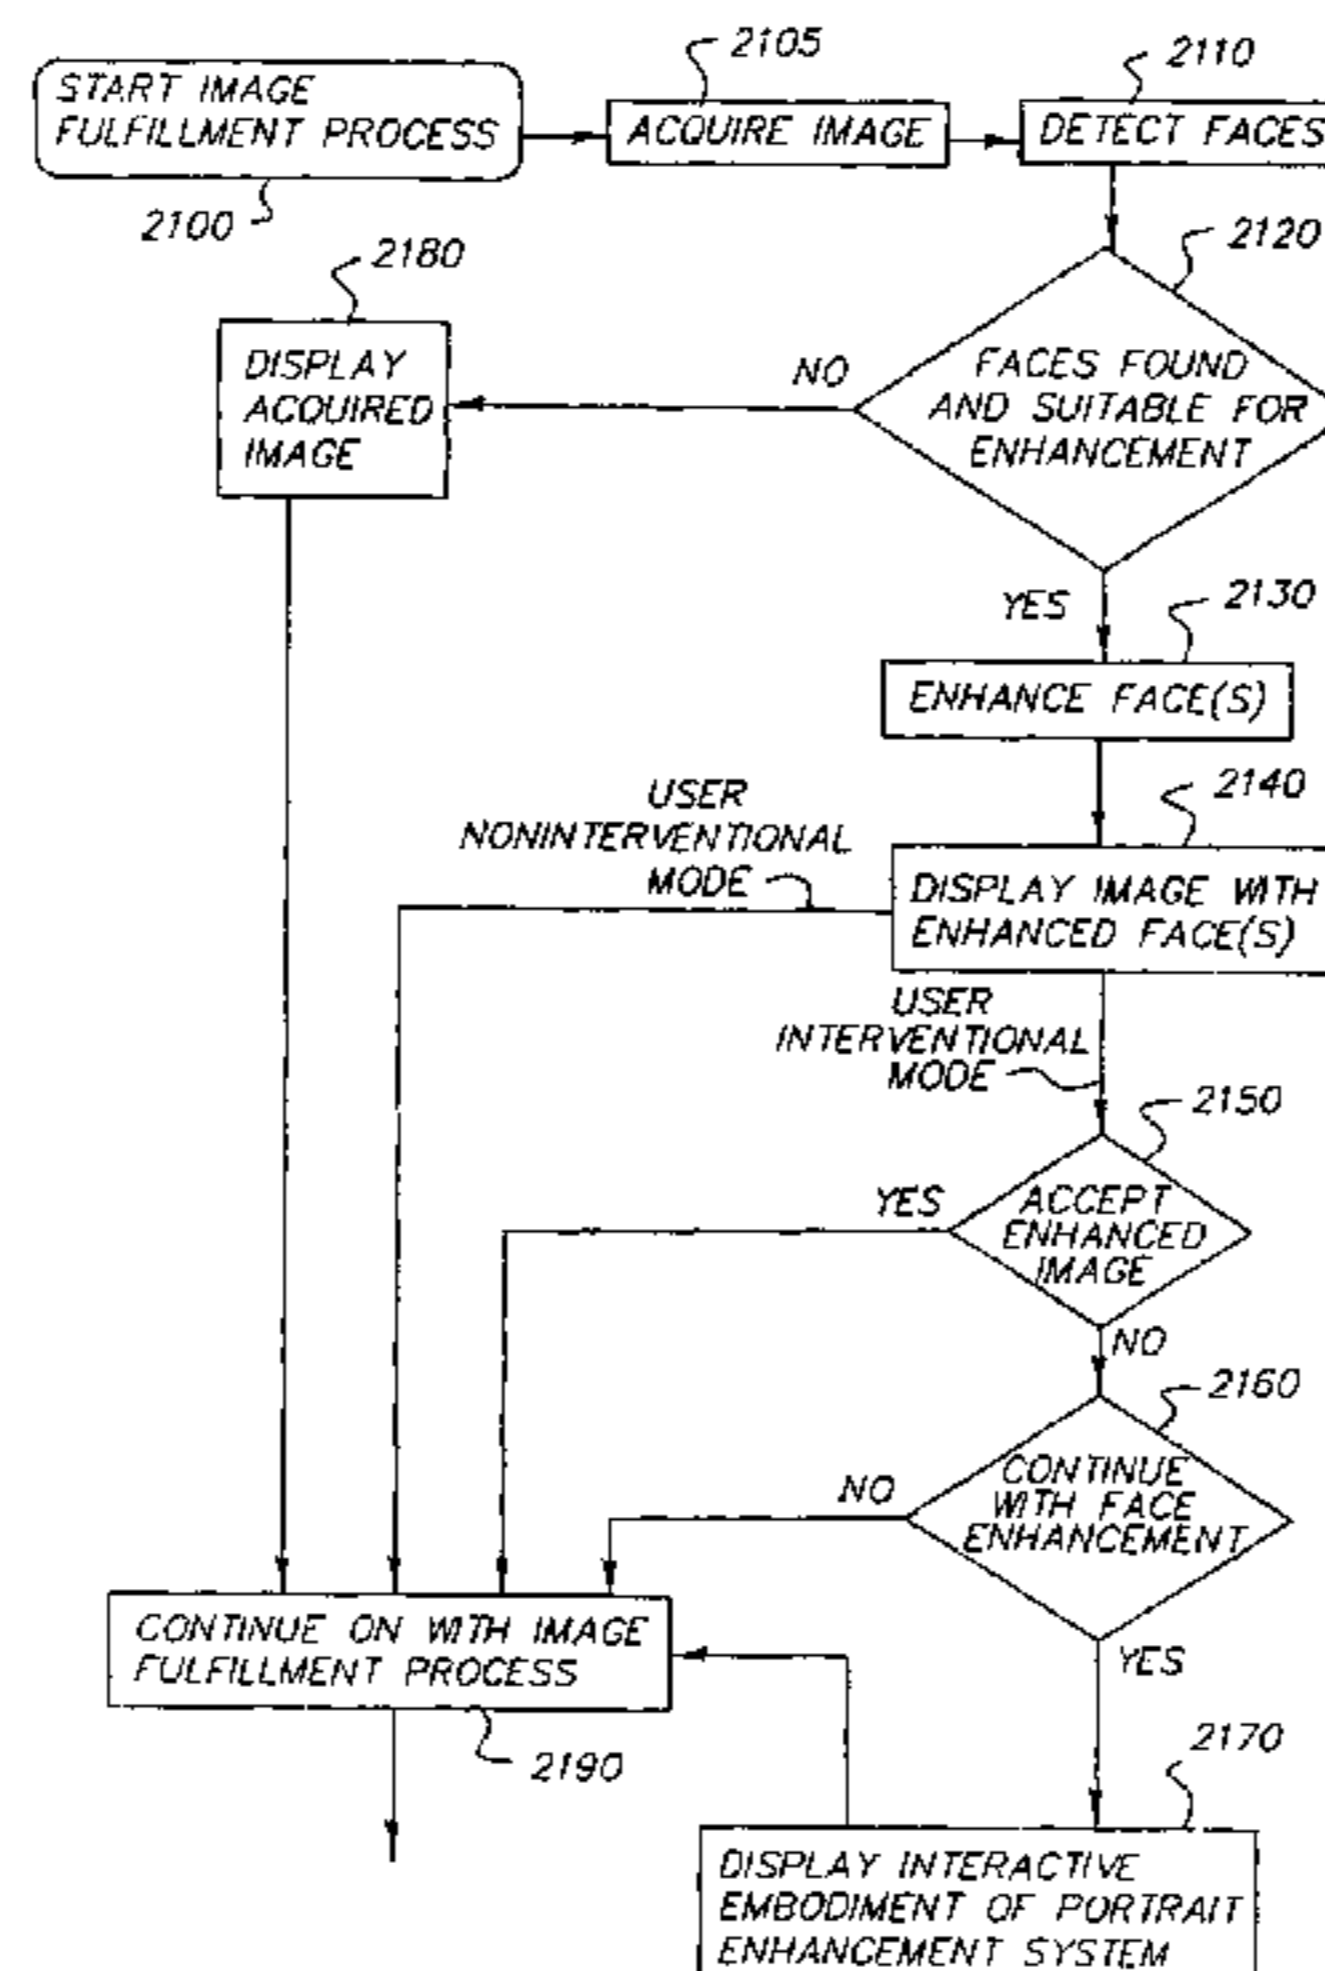 2105
2110
START IMAGE
FULFILLMENT PROCESS
ACQUIRE IMAGE
DETECT FACES
2100
2180
2120
DISPLAY
ACQUIRED
IMAGE
NO
FACES FOUND
AND SUITABLE FOR
ENHANCEMENT
YES
2130
ENHANCE FACE(S)
2140
USER
NONINTERVENTIONAL
MODE
DISPLAY IMAGE WITH
ENHANCED FACE(S)
USER
INTERVENTIONAL
MODE
2150
YES
ACCEPT
ENHANCED
IMAGE
NO
2160
NO
CONTINUE
WITH FACE
ENHANCEMENT
CONTINUE ON WITH IMAGE
FULFILLMENT PROCESS
YES
2190
2170
DISPLAY INTERACTIVE
EMBODIMENT OF PORTRAIT
ENHANCEMENT SYSTEM